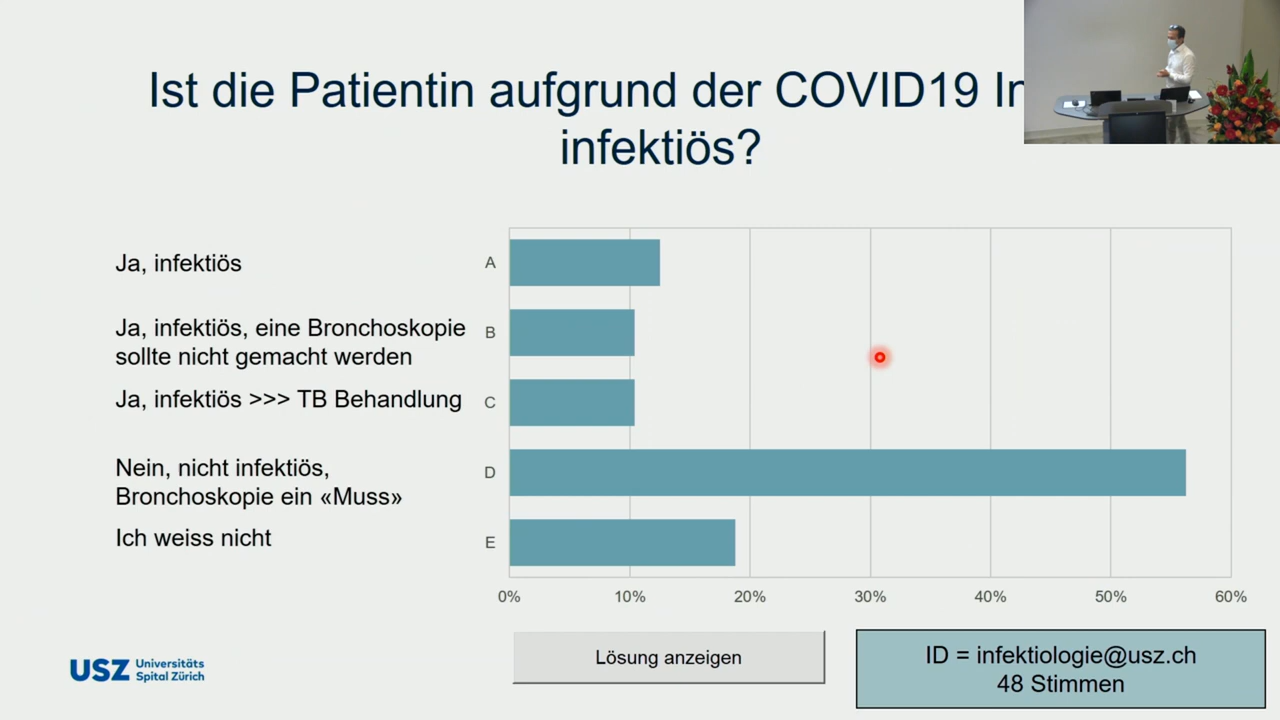 Ist die Patientin aufgrund der COVID19
infektiös?
Ja, infektiös
A
Ja, infektiös, eine Bronchoskopie
sollte nicht gemacht werden
B
Ja, infektiös >>> TB Behandlung
C
Nein, nicht infektiös,
Bronchoskopie ein «Muss»
D
Ich weiss nicht
E
0% 10% 20% 30% 40% 50% 60%
Lösung anzeigen
ID = infektiologie@usz.ch
48 Stimmen
USZ Universitäts
Spital Zürich